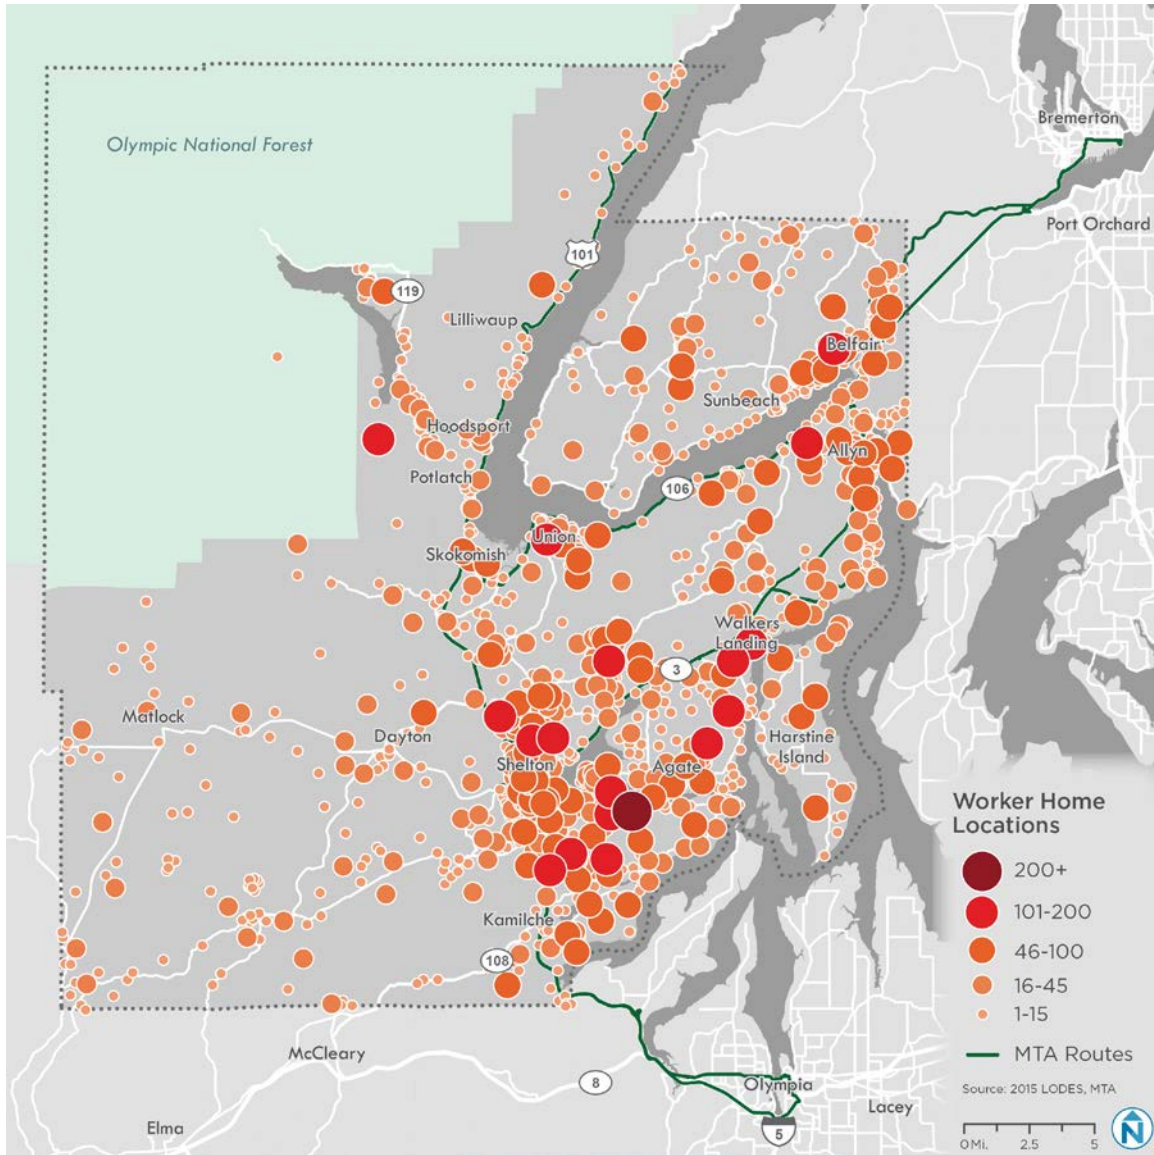 Bremerton
Olympic National Forest
Port Orchard
101
119
Lilliwaup
Belfair
Sunbeach
Hoodsport
Allyn
Potlatch
106
Union
Skokomish
Walkers
Landing
3
Matlock
Dayton
Harstine
Island
Shelton
Agate
Kamilche
108
McCleary
8
Olympia
Lacey
Elma
5
Worker Home
Locations
200+
101-200
46-100
16-45
1-15
MTA Routes
Source: 2015 LODES, MTA
0Mi. 2.5 5
N